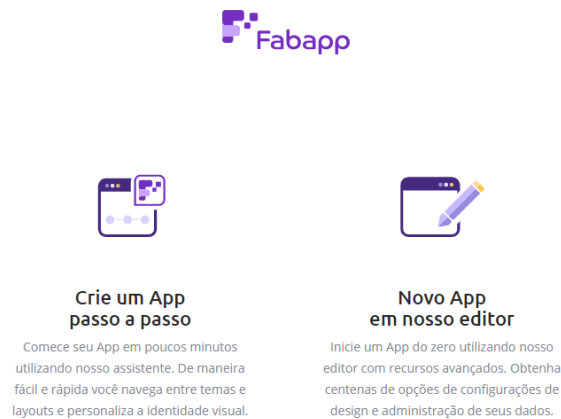 Fabapp
Crie um App
passo a passo
Comece seu App em poucos minutos
utilizando nosso assistente. De maneira
fácil e rápida você navega entre temas e
layouts e personaliza a identidade visual.
Novo App
em nosso editor
Inicie um App do zero utilizando nosso
editor com recursos avançados. Obtenha
centenas de opções de configurações de
design e administração de seus dados.